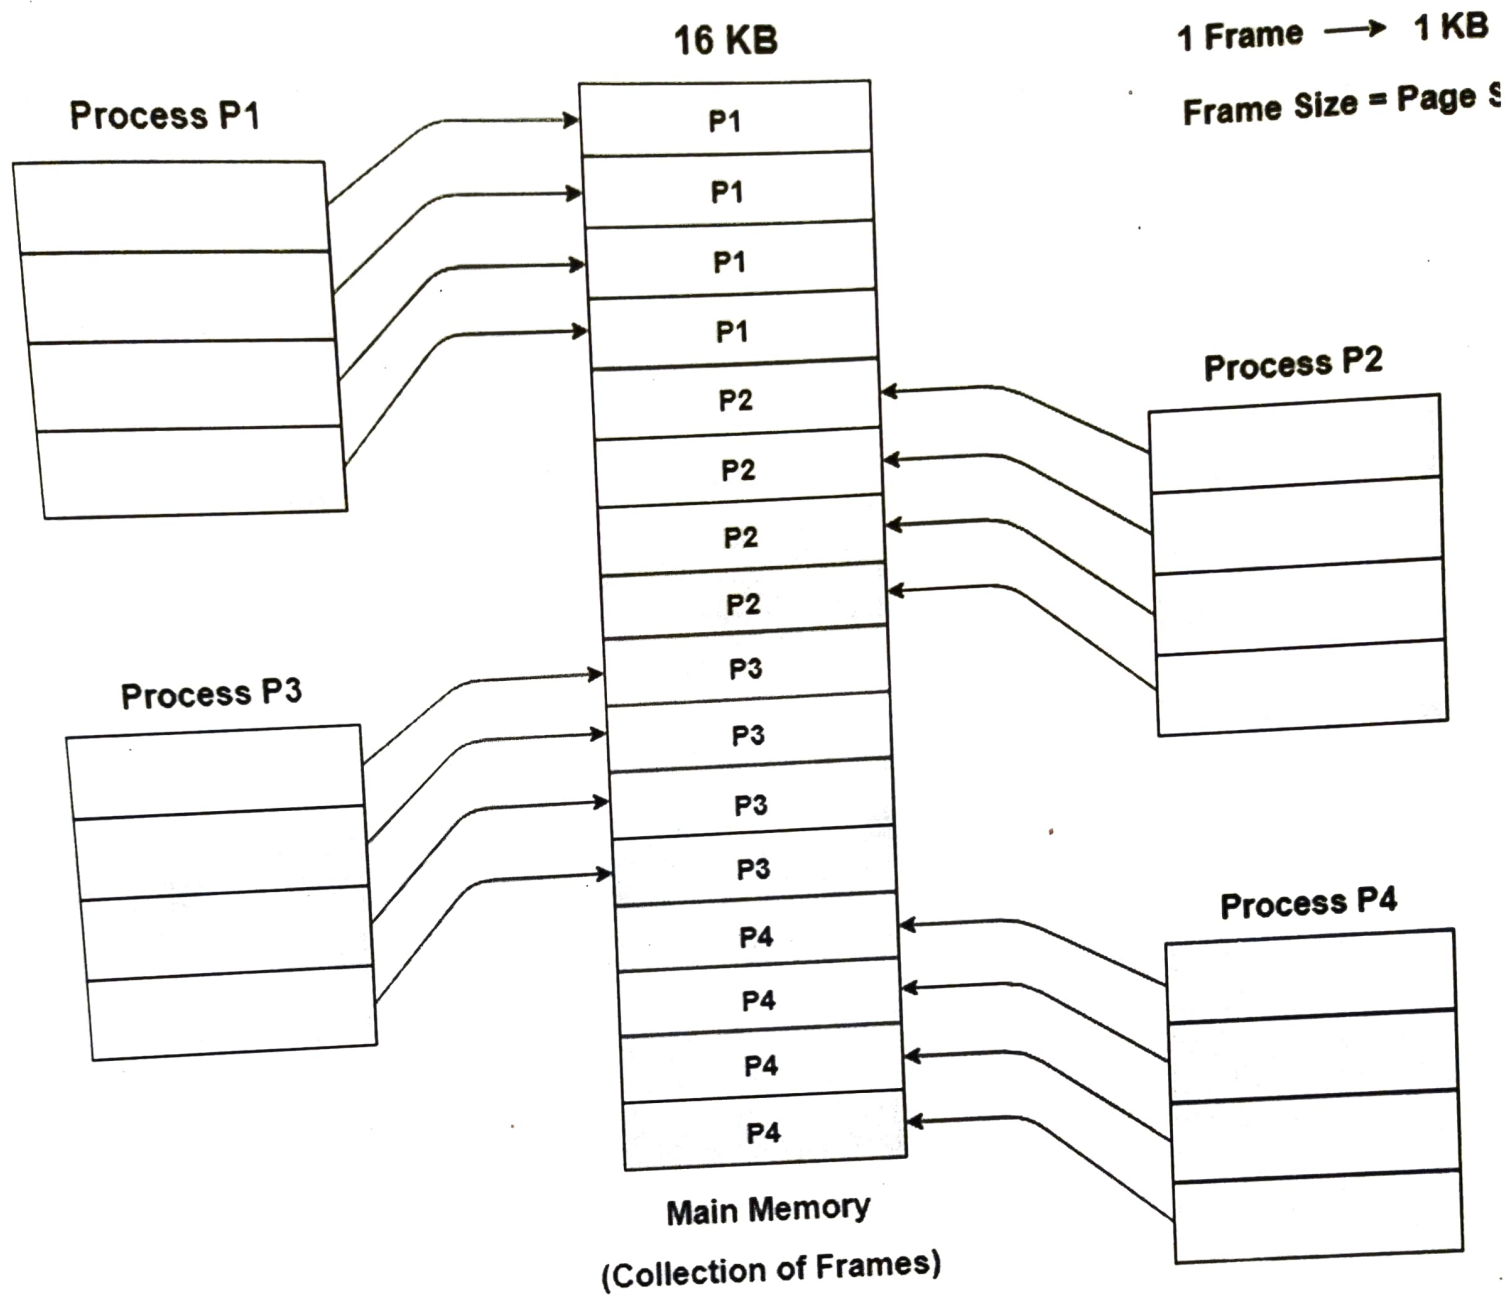 16 KB
1 Frame → 1 KB
Frame Size = Page
Process P1
P1
P1
P1
P1
Process P2
P2
P2
P2
P2
Process P3
P3
P3
P3
P3
Process P4
P4
P4
P4
P4
Main Memory
(Collection of Frames)